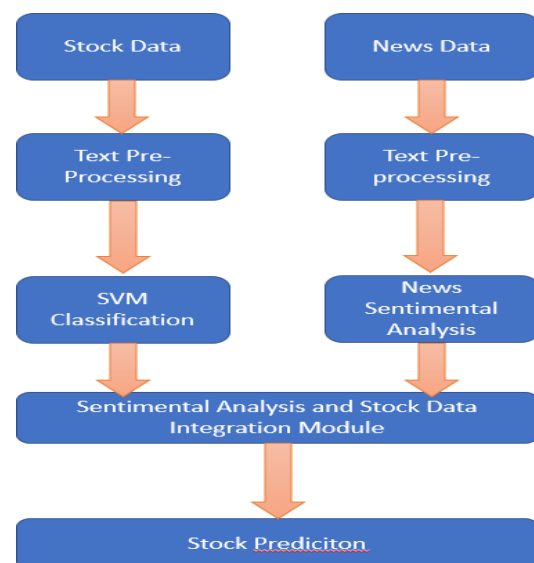 Stock Data
News Data
Text Pre-
Processing
Text Pre-
processing
SVM
Classification
News
Sentimental
Analysis
Sentimental Analysis and Stock Data
Integration Module
Stock Prediciton